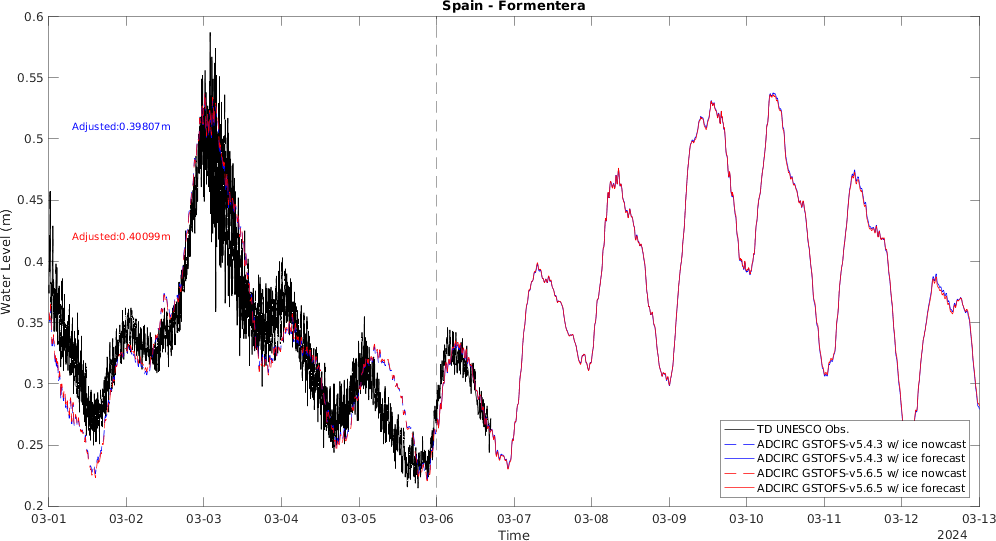 Spain - Formentera
0.6
0.55
0.5
0.45
0.4
0.35
0.3
0.25
0.2
Water Level (m)
Adjusted:0.39807m
Adjusted:0.40099m
TD UNESCO Obs.
ADCIRC GSTOFS-v5.4.3 w/ ice nowcast
ADCIRC GSTOFS-v5.4.3 w/ ice forecast
ADCIRC GSTOFS-v5.6.5 w/ ice nowcast
ADCIRC GSTOFS-v5.6.5 w/ ice forecast
03-01 03-02 03-03 03-04 03-05 03-06 03-07 03-08 03-09 03-10 03-11 03-12 03-13
Time
2024